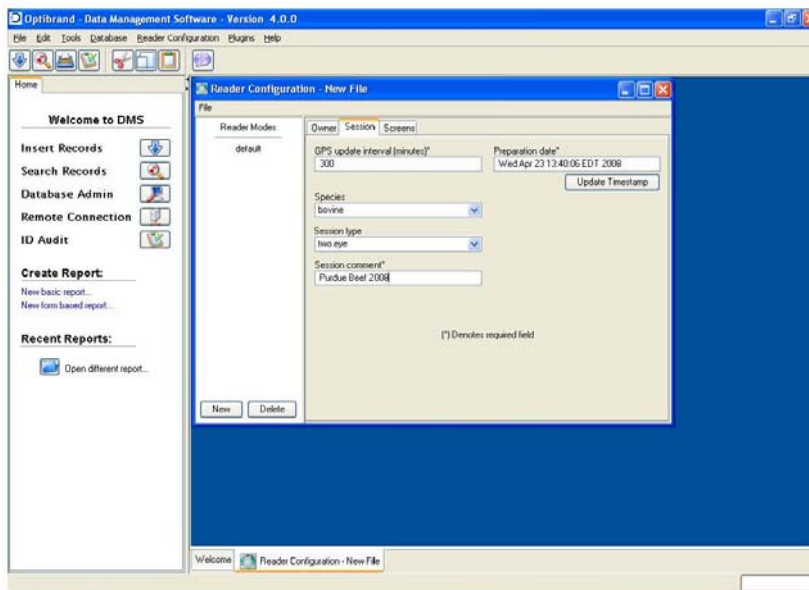 Optibrand - Data Management Software - Version 4.0.0
File Edit Tools Database Reader Configuration Plugins Help
Home
Welcome to DMS
Insert Records
Search Records
Database Admin
Remote Connection
ID Audit
Create Report:
New basic report...
New form based report...
Recent Reports:
Open different report...
Reader Configuration - New File
File
Reader Modes
default
New Delete
Owner Session Screens
GPS update interval (minutes)* Preparation date*
300 Wed Apr 23 13:40:06 EDT 2008
Update Timestamp
Species
bovine
Session type
two eye
Session comment*
Purdue Beef 2008
(*) Denotes required field
Welcome Reader Configuration - New File